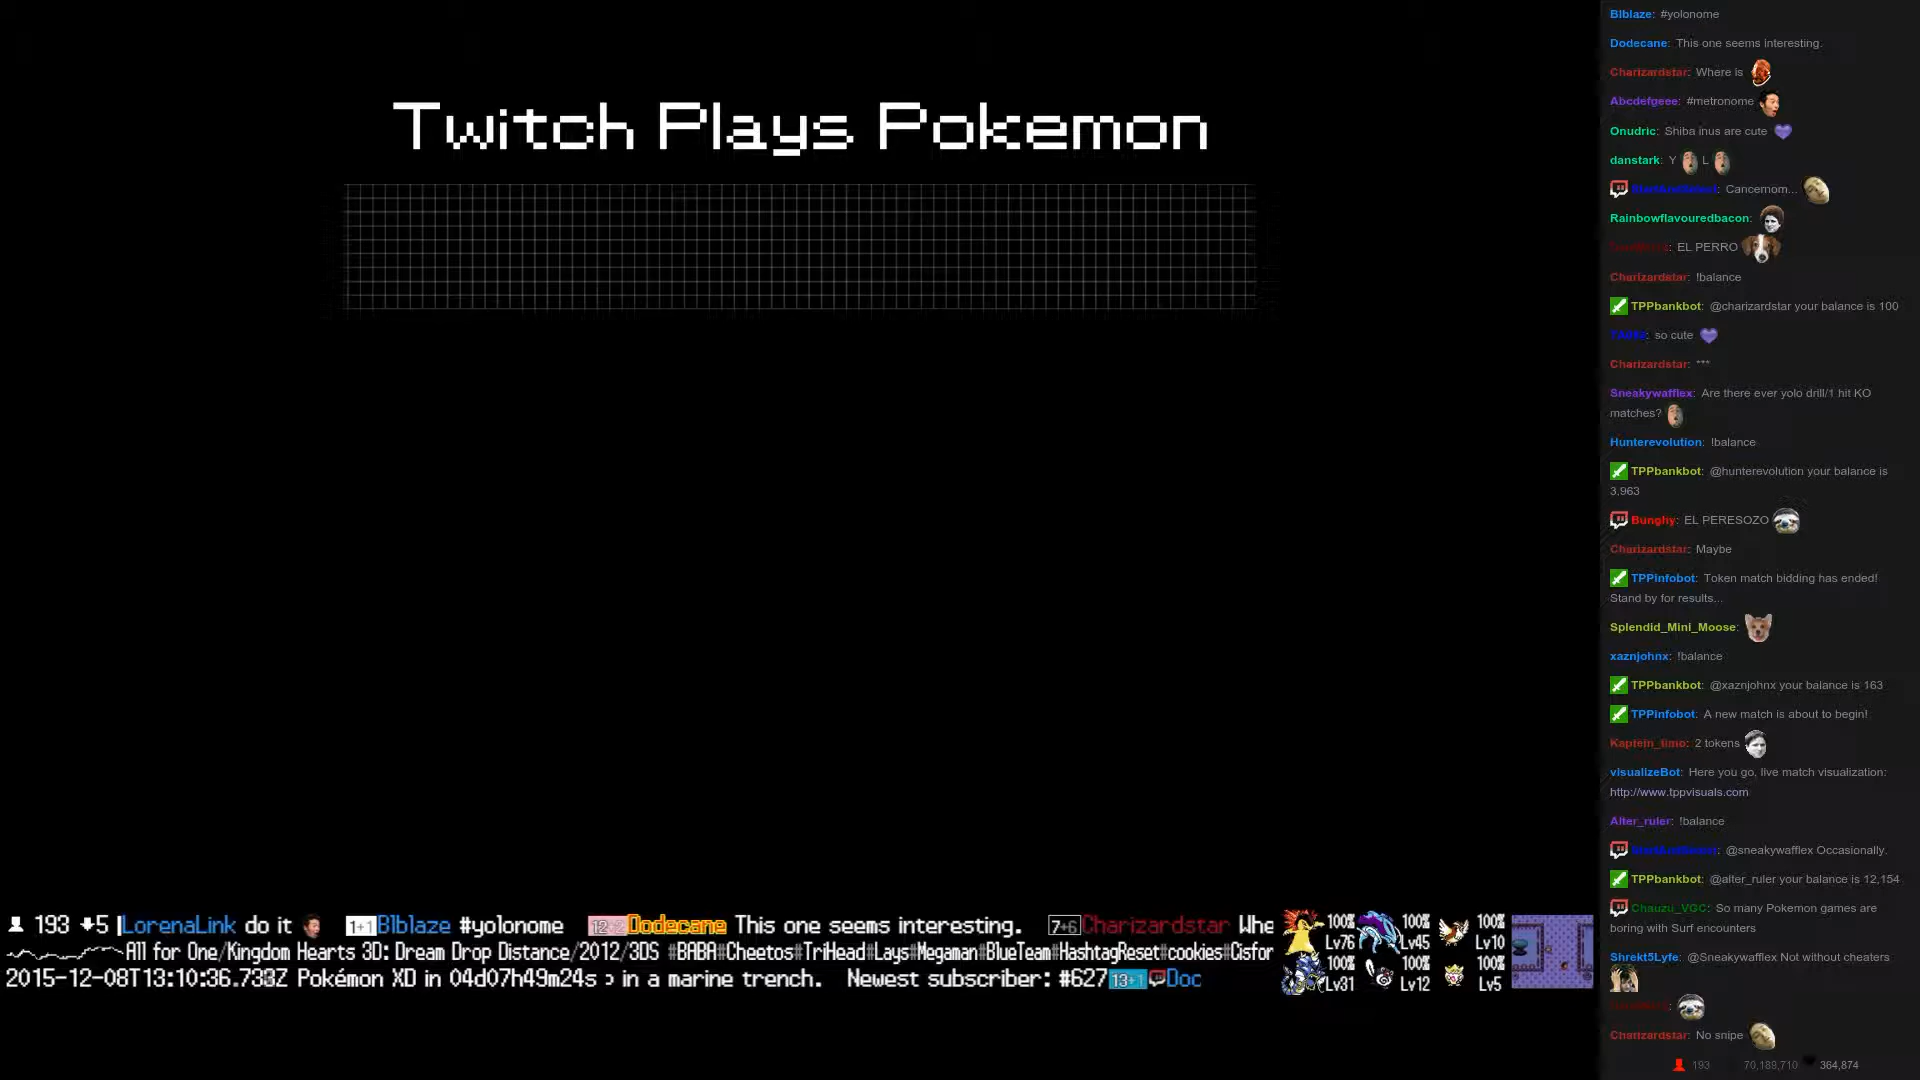 Twitch Plays Pokemon
193 5 LorenaLink do it 1+1 Blblaze #yolonome Dodecane This one seems interesting. 7+6 Charizardstar Whe
All for One/Kingdom Hearts 3D: Dream Drop Distance/2012/3DS #BABA#Cheetos#TriHead#Lays#Megaman#BlueTeam#HashtagReset#cookies#Cisfor
Pokémon XD in 04d07h49m24s in a marine trench. Newest subscriber: #627 13+1 Doc
100% 100% 100%
Lv76 Lv45 Lv10
100% 100% 100%
Lv31 Lv12 Lv5
Blblaze: #yolonome
Dodecane: This one seems interesting.
Charizardstar: Where is
Abcdefgeee: #metronome
Onudric: Shiba inus are cute
danstark: Y L
: Cancemom...
Rainbowflavouredbacon:
: EL PERRO
Charizardstar: !balance
TPPbankbot: @charizardstar your balance is 100
: so cute
Charizardstar: ***
Sneakywafflex: Are there ever yolo drill/1 hit KO
matches?
Hunterevolution: !balance
TPPbankbot: @hunterevolution your balance is
3,963
Bunghy: EL PERESOZO
Charizardstar: Maybe
TPPinfobot: Token match bidding has ended!
Stand by for results...
Splendid_Mini_Moose:
xaznjohnx: !balance
TPPbankbot: @xaznjohnx your balance is 163
TPPinfobot: A new match is about to begin!
Kaptein_timo: 2 tokens
visualizeBot: Here you go, live match visualization:
http://www.tppvisuals.com
Alter_ruler: !balance
: @sneakywafflex Occasionally.
TPPbankbot: @alter_ruler your balance is 12,154
Chauzu_VGC: So many Pokemon games are
boring with Surf encounters
Shrekt5Lyfe: @Sneakywafflex Not without cheaters
Charizardstar: No snipe
193 70,189,710 364,874